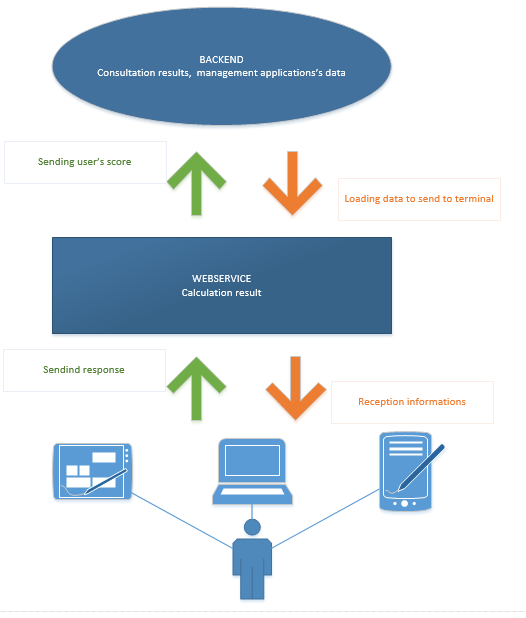 BACKEND
Consultation results, management applications's data
Sending user's score
Loading data to send to terminal
WEBSERVICE
Calculation result
Sendind response
Reception informations